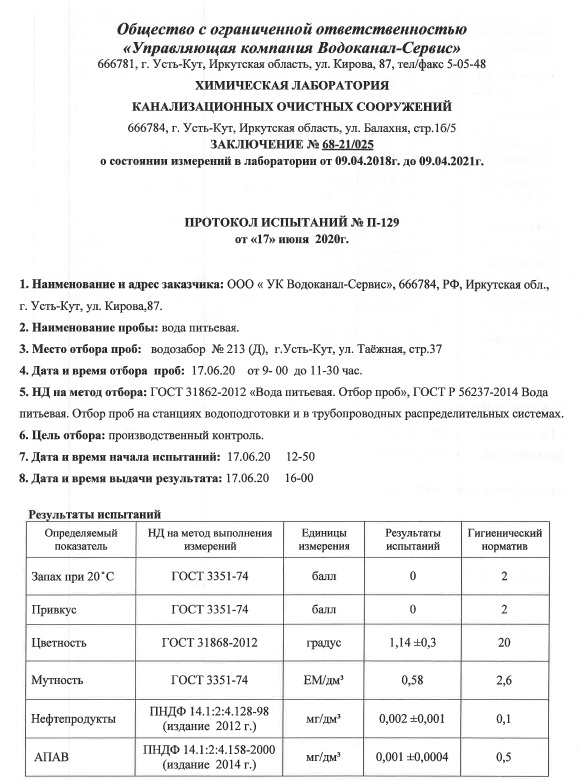 Общество с ограниченной ответственностью
«Управляющая компания Водоканал-Сервис»
666781, г. Усть-Кут, Иркутская область, ул. Кирова, 87, тел/факс 5-05-48
ХИМИЧЕСКАЯ ЛАБОРАТОРИЯ
КАНАЛИЗАЦИОННЫХ ОЧИСТНЫХ СООРУЖЕНИЙ
666784, г. Усть-Кут, Иркутская область, ул. Балахня, стр.1б/5
ЗАКЛЮЧЕНИЕ № 68-21/025
о состоянии измерений в лаборатории от 09.04.2018г. до 09.04.2021г.
ПРОТОКОЛ ИСПЫТАНИЙ № П-129
от «17» июня 2020г.
1. Наименование и адрес заказчика: ООО « УК Водоканал-Сервис», 666784, РФ, Иркутская обл.,
г. Усть-Кут, ул. Кирова,87.
2. Наименование пробы: вода питьевая.
3. Место отбора проб: водозабор № 213 (Д), г.Усть-Кут, ул. Таёжная, стр.37
4. Дата и время отбора проб: 17.06.20 от 9- 00 до 11-30 час.
5. НД на метод отбора: ГОСТ 31862-2012 «Вода питьевая. Отбор проб», ГОСТ Р 56237-2014 Вода
питьевая. Отбор проб на станциях водоподготовки и в трубопроводных распределительных системах.
6. Цель отбора: производственный контроль.
7. Дата и время начала испытаний: 17.06.20 12-50
8. Дата и время выдачи результата: 17.06.20 16-00
Результаты испытаний
Определяемый показатель НД на метод выполнения измерений Единицы измерения Результаты испытаний Гигиенический норматив
Запах при 20˚С ГОСТ 3351-74 балл 0 2
Привкус ГОСТ 3351-74 балл 0 2
Цветность ГОСТ 31868-2012 градус 1,14 ±0,3 20
Мутность ГОСТ 3351-74 ЕМ/дм³ 0,58 2,6
Нефтепродукты ПНДФ 14.1:2:4.128-98 (издание 2012 г.) мг/дм³ 0,002 ±0,001 0,1
АПАВ ПНДФ 14.1:2:4.158-2000 (издание 2014 г.) мг/дм³ 0,001 ±0,0004 0,5